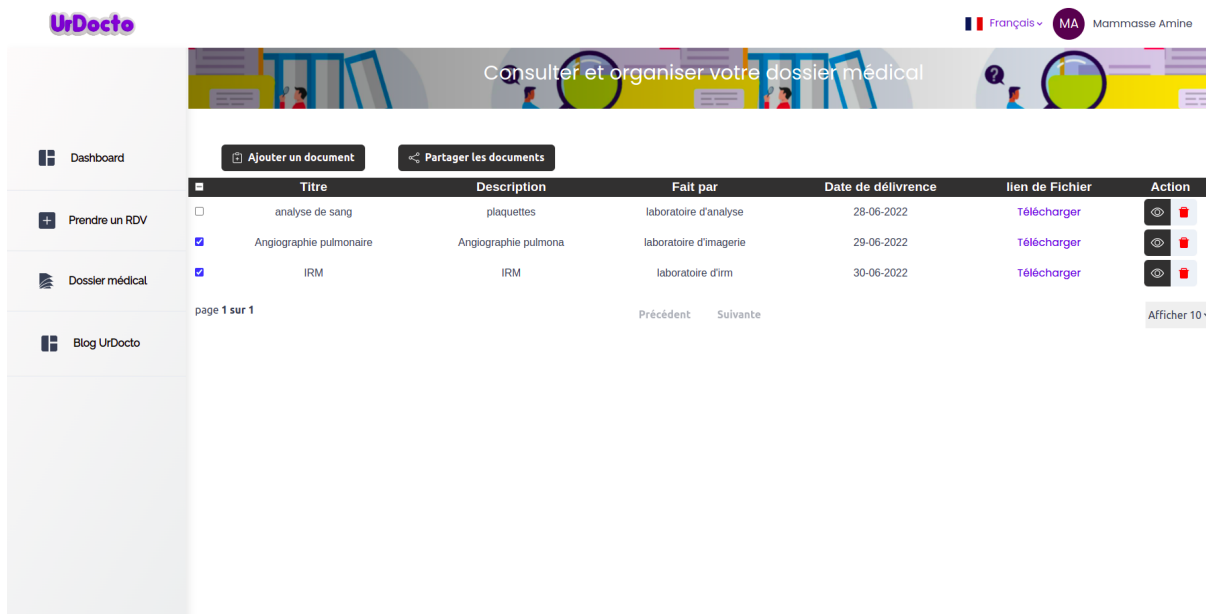 UrDocto
Français
MA
Mammasse Amine
Consulter et organiser votre dossier médical
Dashboard
Prendre un RDV
Dossier médical
Blog UrDocto
Ajouter un document
Partager les documents
Titre Description Fait par Date de délivrence lien de Fichier Action
analyse de sang plaquettes laboratoire d'analyse 28-06-2022 Télécharger
Angiographie pulmonaire Angiographie pulmona laboratoire d'imagerie 29-06-2022 Télécharger
IRM IRM laboratoire d'irm 30-06-2022 Télécharger
page 1 sur 1
Précédent Suivante
Afficher 10